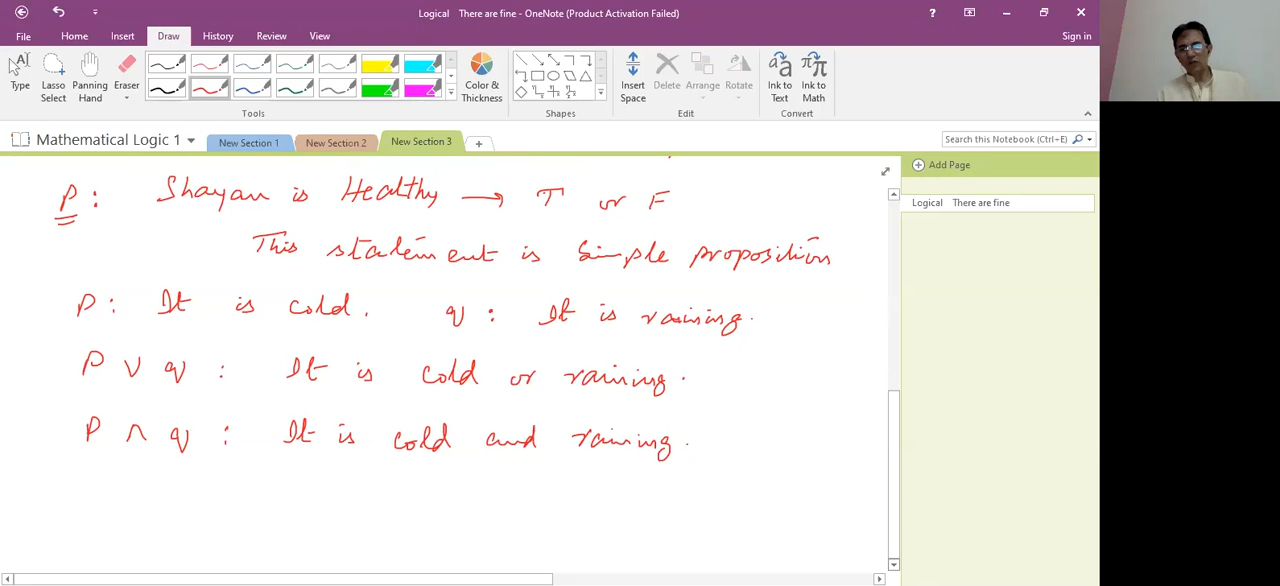 Logical There are fine - OneNote (Product Activation Failed)
?
File Home Insert Draw History Review View Sign in
Type Lasso Select Panning Hand Eraser Color & Thickness Insert Space Delete Arrange Rotate Ink to Text Ink to Math
Tools Shapes Edit Convert
Mathematical Logic 1 New Section 1 New Section 2 New Section 3 + Search this Notebook (Ctrl+E)
Add Page
Logical There are fine
P : Shayan is Healthy → T or F
This statement is Simple proposition
P : It is cold. q : It is raining.
P ∨ q : It is cold or raining.
P ∧ q : It is cold and raining.